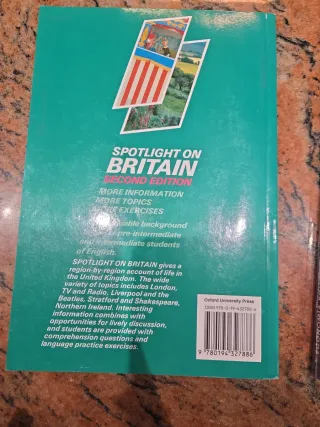 SPOTLIGHT ON
BRITAIN
SECOND EDITION
MORE INFORMATION
MORE TOPICS
EXERCISES
background
pre-intermediate
and intermediate students
of English.
SPOTLIGHT ON BRITAIN gives a
region-by-region account of life in
the United Kingdom. The wide
variety of topics includes London,
TV and Radio, Liverpool and the
Beatles, Stratford and Shakespeare,
Northern Ireland. Interesting
information combines with
opportunities for lively discussion,
and students are provided with
comprehension questions and
language practice exercises.
Oxford University Press
9 780194 327886